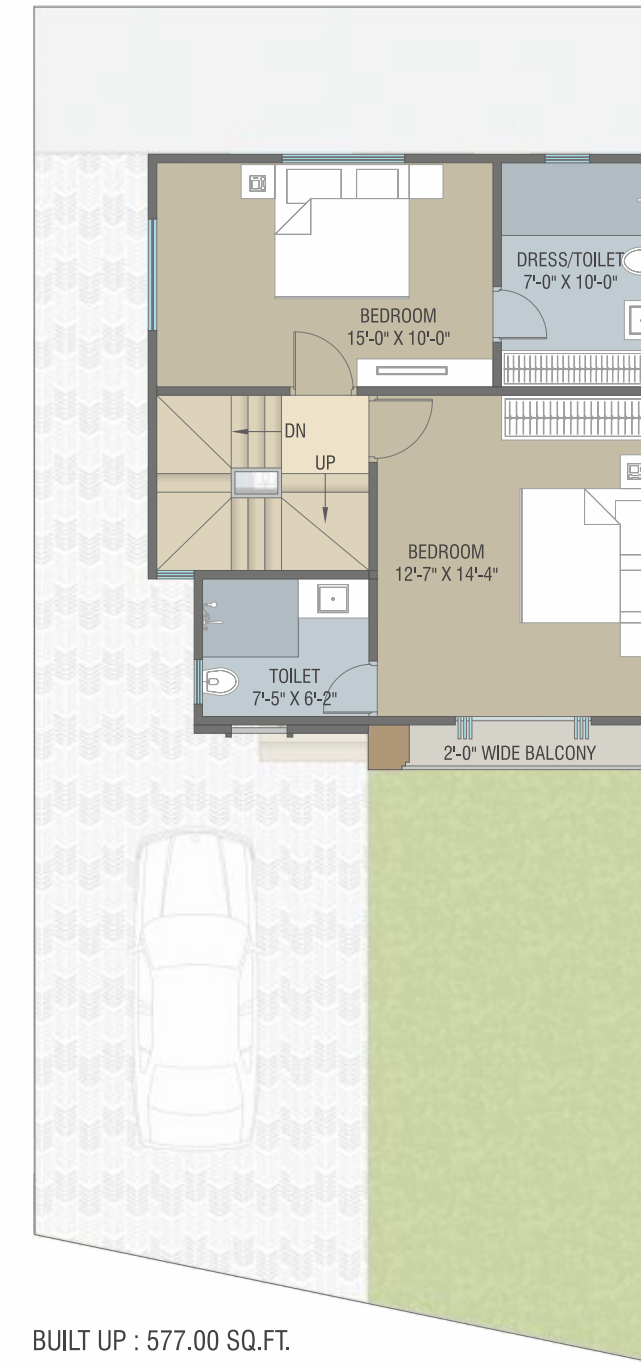 DRESS/TOILET
7'-0" X 10'-0"
BEDROOM
15'-0" X 10'-0"
DN
UP
BEDROOM
12'-7" X 14'-4"
TOILET
7'-5" X 6'-2"
2'-0" WIDE BALCONY
BUILT UP : 577.00 SQ.FT.